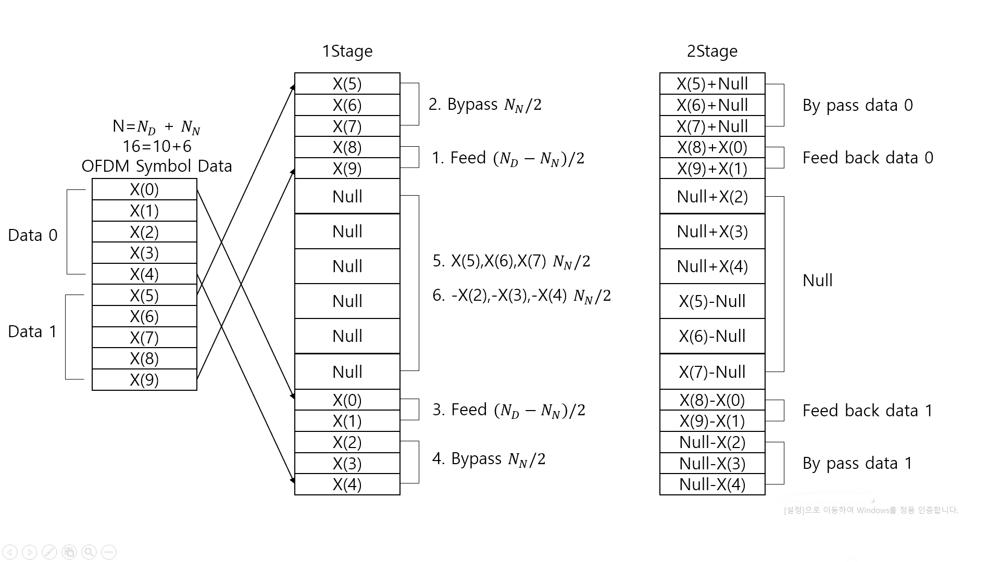 1Stage
2Stage
N=N_D + N_N
16=10+6
OFDM Symbol Data
Data 0
Data 1
X(0)
X(1)
X(2)
X(3)
X(4)
X(5)
X(6)
X(7)
X(8)
X(9)
X(5)
X(6)
X(7)
X(8)
X(9)
Null
Null
Null
Null
Null
Null
X(0)
X(1)
X(2)
X(3)
X(4)
2. Bypass N_N/2
1. Feed (N_D − N_N)/2
5. X(5),X(6),X(7) N_N/2
6. -X(2),-X(3),-X(4) N_N/2
3. Feed (N_D − N_N)/2
4. Bypass N_N/2
X(5)+Null
X(6)+Null
X(7)+Null
X(8)+X(0)
X(9)+X(1)
Null+X(2)
Null+X(3)
Null+X(4)
X(5)-Null
X(6)-Null
X(7)-Null
X(8)-X(0)
X(9)-X(1)
Null-X(2)
Null-X(3)
Null-X(4)
By pass data 0
Feed back data 0
Null
Feed back data 1
By pass data 1
[설정]으로 이동하여 Windows를 정품 인증합니다.